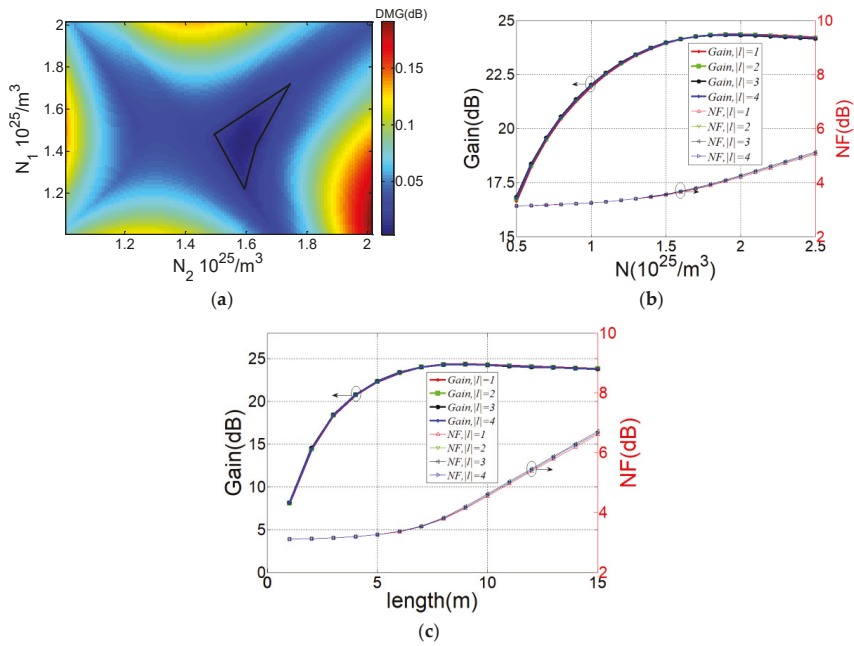 DMG(dB)
2
1.8
1.6
1.4
1.2
N1 10^25/m^3
1.2
1.4
1.6
1.8
2
N2 10^25/m^3
0.15
0.10
0.05
(a)
25
22.5
20
17.5
15
Gain(dB)
0.5
1
1.5
2
2.5
N(10^25/m^3)
10
8
6
4
2
NF(dB)
Gain,|l|=1
Gain,|l|=2
Gain,|l|=3
Gain,|l|=4
NF,|l|=1
NF,|l|=2
NF,|l|=3
NF,|l|=4
(b)
25
20
15
10
5
0
Gain(dB)
0
5
10
15
length(m)
10
8
6
4
2
NF(dB)
Gain,|l|=1
Gain,|l|=2
Gain,|l|=3
Gain,|l|=4
NF,|l|=1
NF,|l|=2
NF,|l|=3
NF,|l|=4
(c)